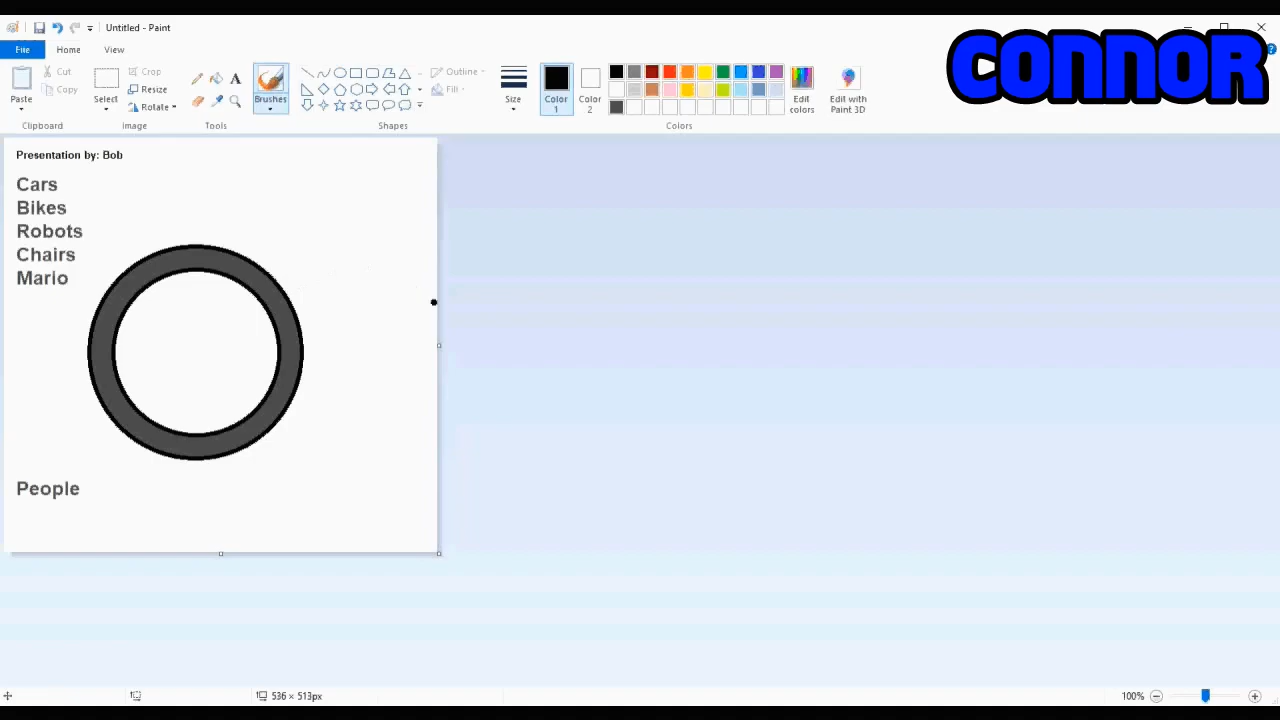 Untitled - Paint
CONNOR
File Home View
Paste
Cut
Copy
Clipboard
Select
Crop
Resize
Rotate
Image
A
Tools
Brushes
Shapes
Outline
Fill
Size
Color 1
Color 2
Edit colors
Edit with Paint 3D
Colors
Presentation by: Bob
Cars
Bikes
Robots
Chairs
Mario
People
536 × 513px
100%